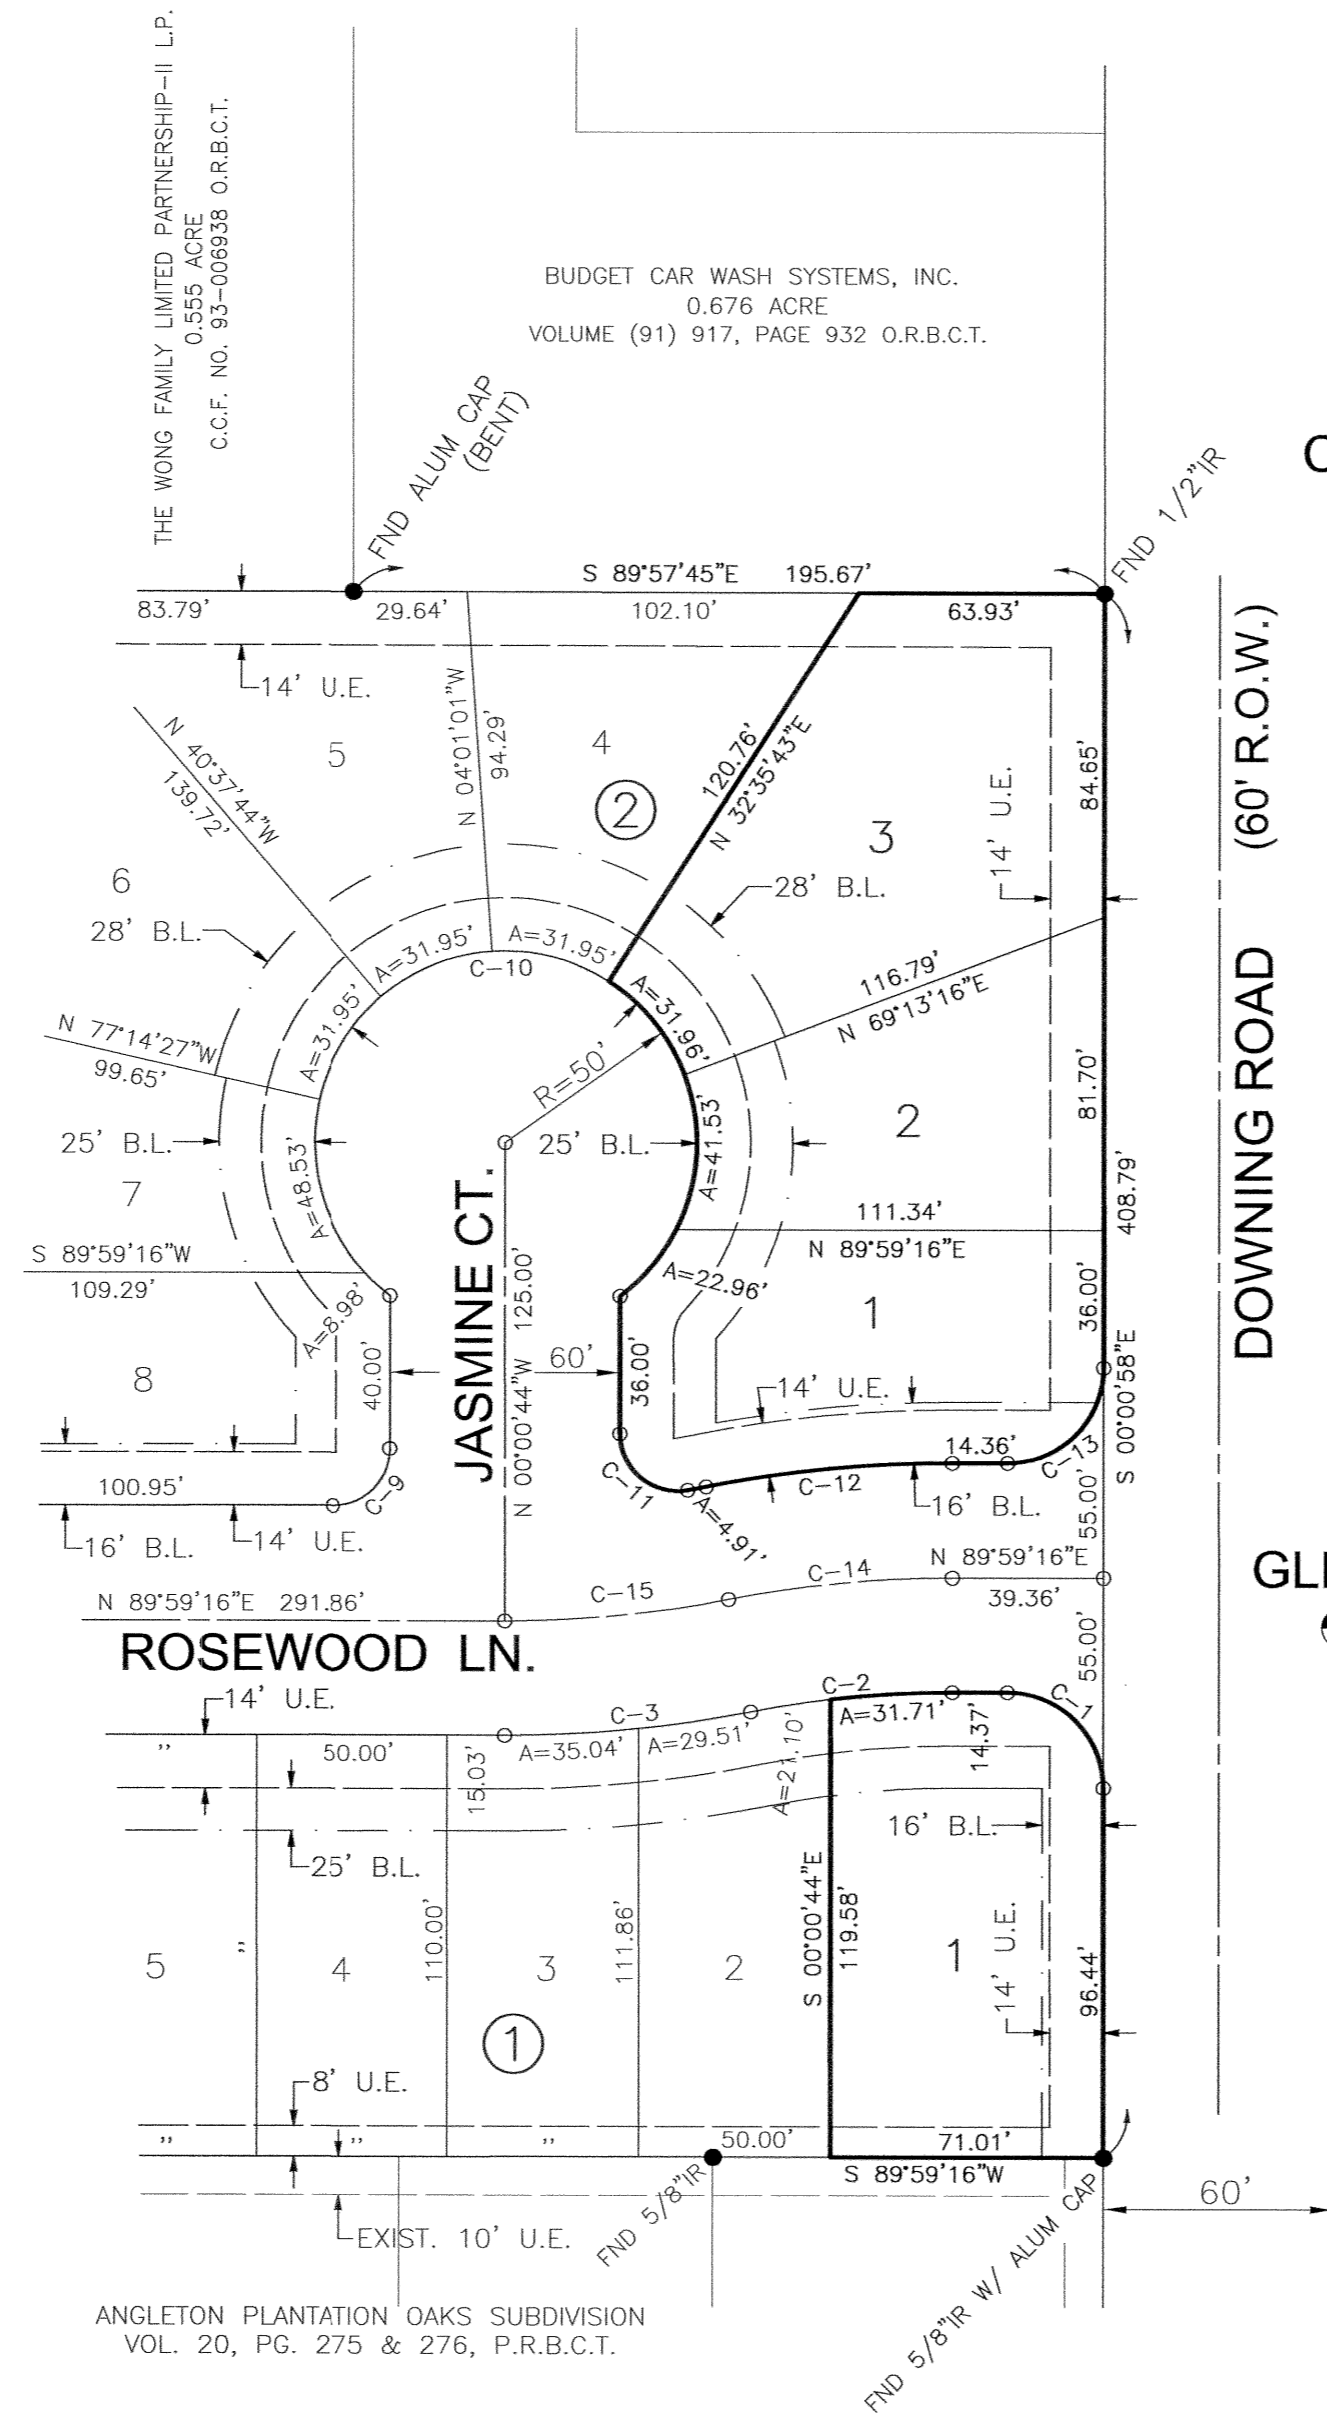 THE WONG FAMILY LIMITED PARTNERSHIP-II L.P.
0.555 ACRE
C.C.F. NO. 93-006938 O.R.B.C.T.
BUDGET CAR WASH SYSTEMS, INC.
0.676 ACRE
VOLUME (91) 917, PAGE 932 O.R.B.C.T.
FND ALUM CAP
(BENT)
FND 1/2"IR
C
S 89°57'45"E 195.67'
83.79'
29.64'
102.10'
63.93'
14' U.E.
N 40°37'44"W
139.72'
5
N 04°01'01"W
94.29'
4
2
120.76'
N 32°35'43"E
3
14' U.E.
84.65'
(60' R.O.W.)
DOWNING ROAD
6
28' B.L.
28' B.L.
A=31.95'
A=31.95'
C-10
A=31.95'
A=31.96'
116.79'
N 69°13'16"E
N 77°14'27"W
99.65'
R=50'
25' B.L.
25' B.L.
A=41.53'
2
81.70'
7
A=48.53'
111.34'
N 89°59'16"E
408.79'
S 89°59'16"W
109.29'
A=8.98'
A=22.96'
1
36.00'
8
40.00'
JASMINE CT.
N 00°00'44"W 125.00'
60'
36.00'
14' U.E.
S 00°00'58"E
14.36'
C-13
C-12
C-11
A=4.91'
16' B.L.
55.00'
100.95'
C-9
16' B.L.
14' U.E.
N 89°59'16"E
39.36'
C-14
C-15
GLI
N 89°59'16"E 291.86'
ROSEWOOD LN.
55.00'
14' U.E.
C-3
C-2
C-1
"
50.00'
15.03'
A=35.04'
A=29.51'
A=21.10'
A=31.71'
14.37'
16' B.L.
25' B.L.
S 00°00'44"E
119.58'
14' U.E.
96.44'
5
"
4
110.00'
3
111.86'
2
1
1
8' U.E.
"
"
"
50.00'
71.01'
S 89°59'16"W
FND 5/8"IR
60'
EXIST. 10' U.E.
FND 5/8"IR W/ ALUM CAP
ANGLETON PLANTATION OAKS SUBDIVISION
VOL. 20, PG. 275 & 276, P.R.B.C.T.